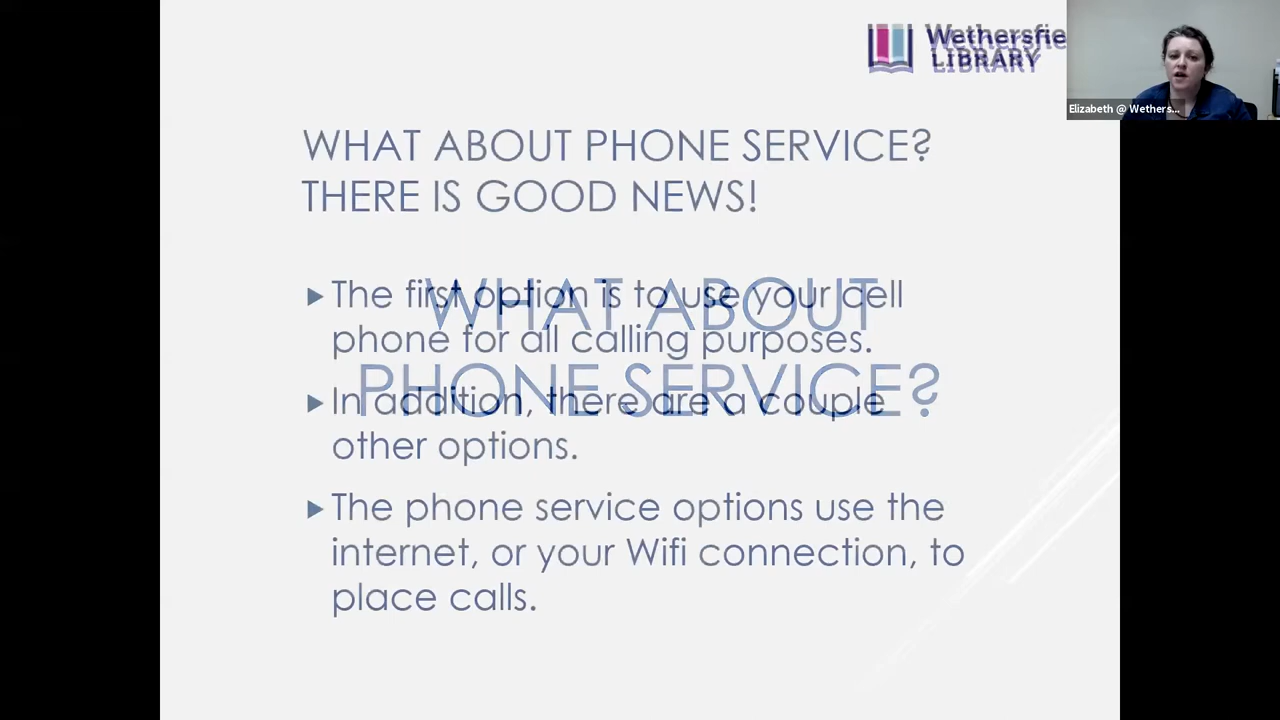 Wethersfie
LIBRARY
Elizabeth @ Wethers...
WHAT ABOUT PHONE SERVICE?
THERE IS GOOD NEWS!
The first option is to use your cell
phone for all calling purposes.
In addition, there are a couple
other options.
The phone service options use the
internet, or your Wifi connection, to
place calls.
WHAT ABOUT
PHONE SERVICE?